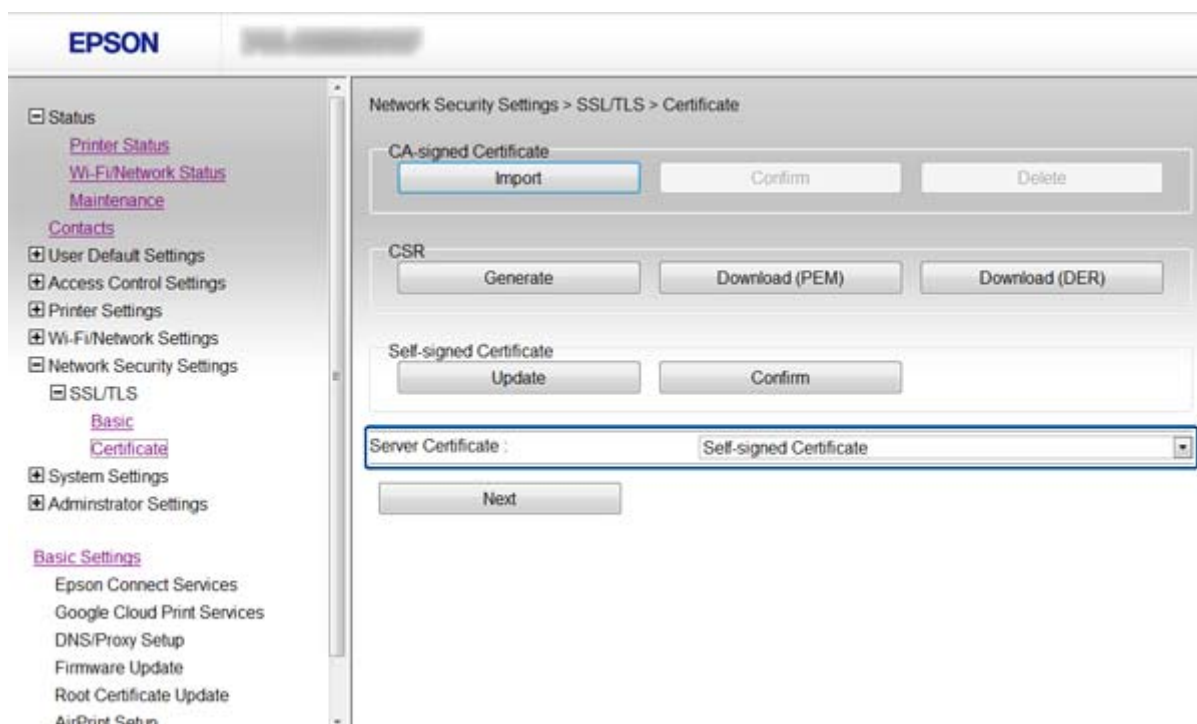 EPSON
Status
Printer Status
Wi-Fi/Network Status
Maintenance
Contacts
User Default Settings
Access Control Settings
Printer Settings
Wi-Fi/Network Settings
Network Security Settings
SSL/TLS
Basic
Certificate
System Settings
Adminstrator Settings
Basic Settings
Epson Connect Services
Google Cloud Print Services
DNS/Proxy Setup
Firmware Update
Root Certificate Update
AirPrint Setup
Network Security Settings > SSL/TLS > Certificate
CA-signed Certificate
Import Confirm Delete
CSR
Generate Download (PEM) Download (DER)
Self-signed Certificate
Update Confirm
Server Certificate : Self-signed Certificate
Next